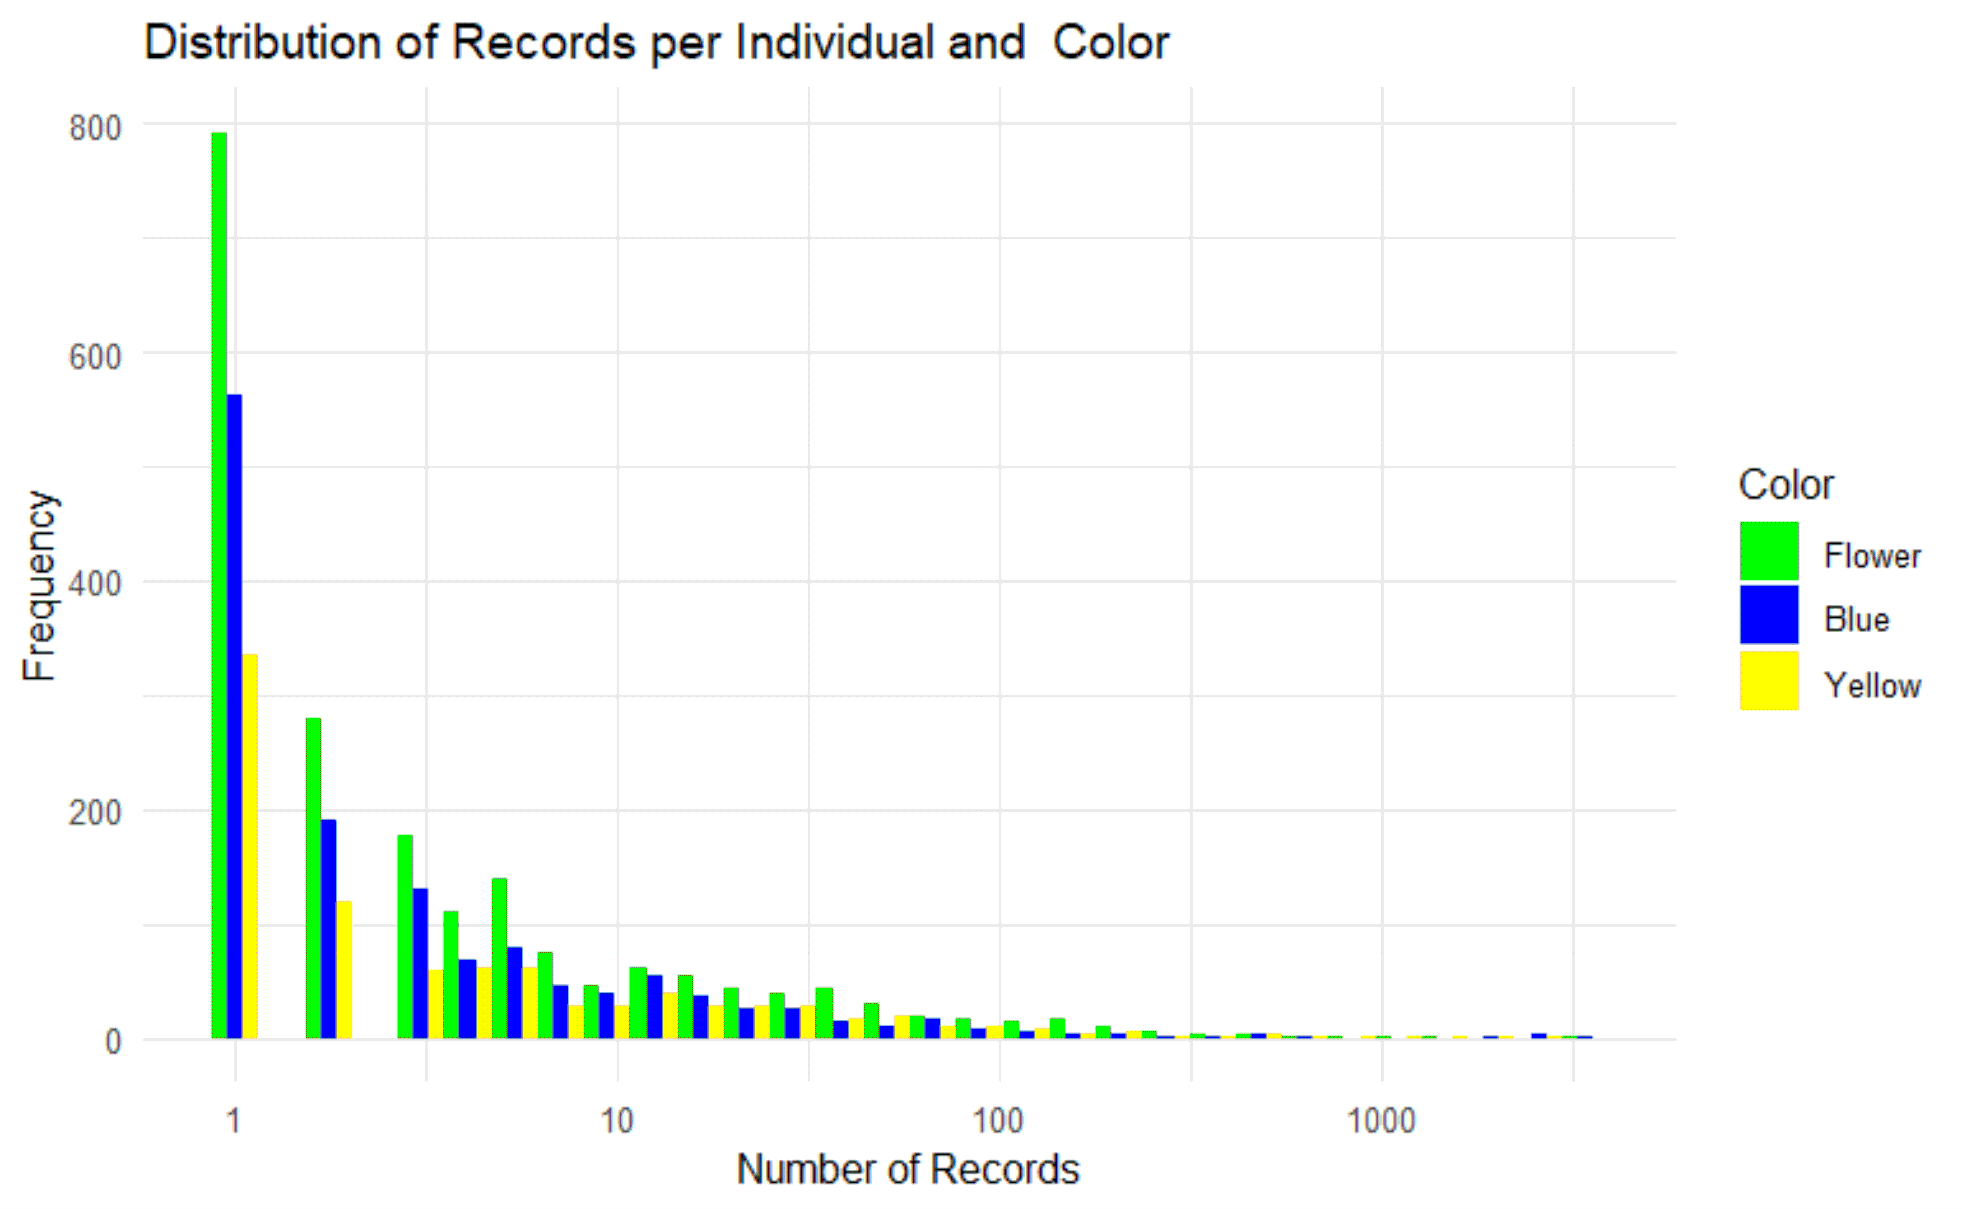 Distribution of Records per Individual and  Color
800
600
400
200
0
Frequency
1
10
100
1000
Number of Records
Color
Flower
Blue
Yellow